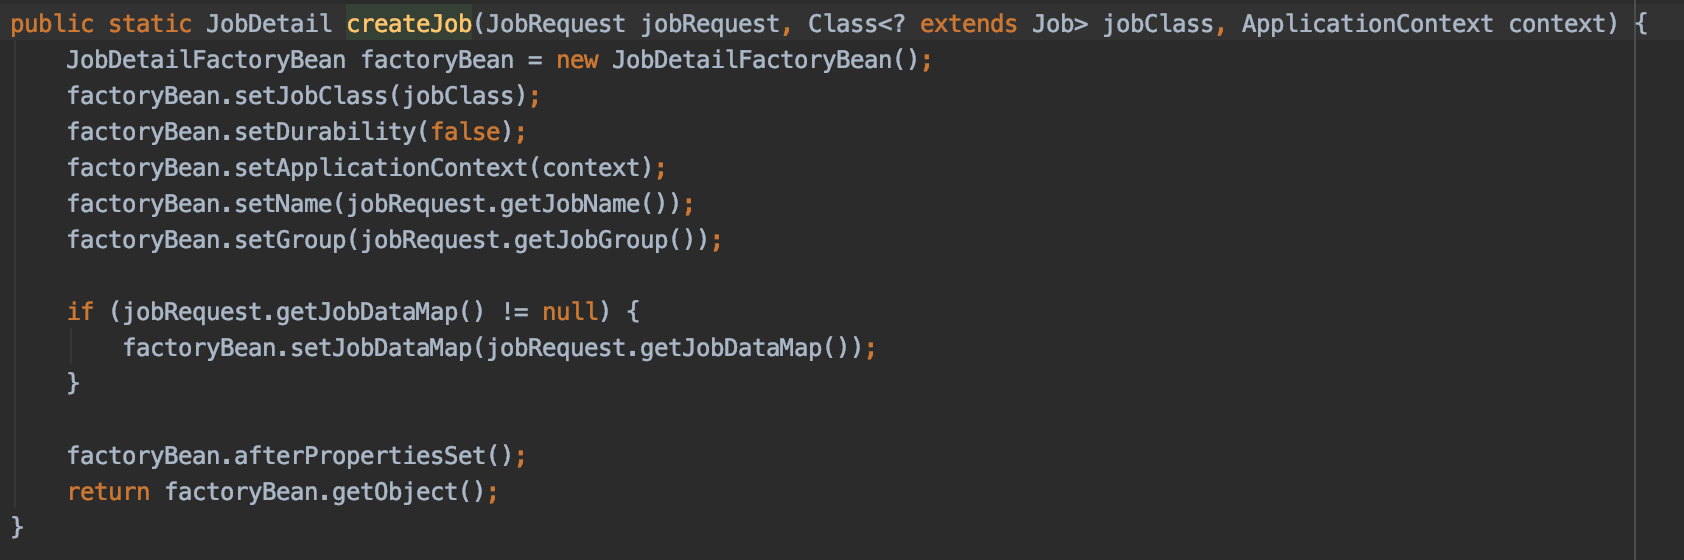 public static JobDetail createJob(JobRequest jobRequest, Class<? extends Job> jobClass, ApplicationContext context) {
    JobDetailFactoryBean factoryBean = new JobDetailFactoryBean();
    factoryBean.setJobClass(jobClass);
    factoryBean.setDurability(false);
    factoryBean.setApplicationContext(context);
    factoryBean.setName(jobRequest.getJobName());
    factoryBean.setGroup(jobRequest.getJobGroup());

    if (jobRequest.getJobDataMap() != null) {
        factoryBean.setJobDataMap(jobRequest.getJobDataMap());
    }

    factoryBean.afterPropertiesSet();
    return factoryBean.getObject();
}